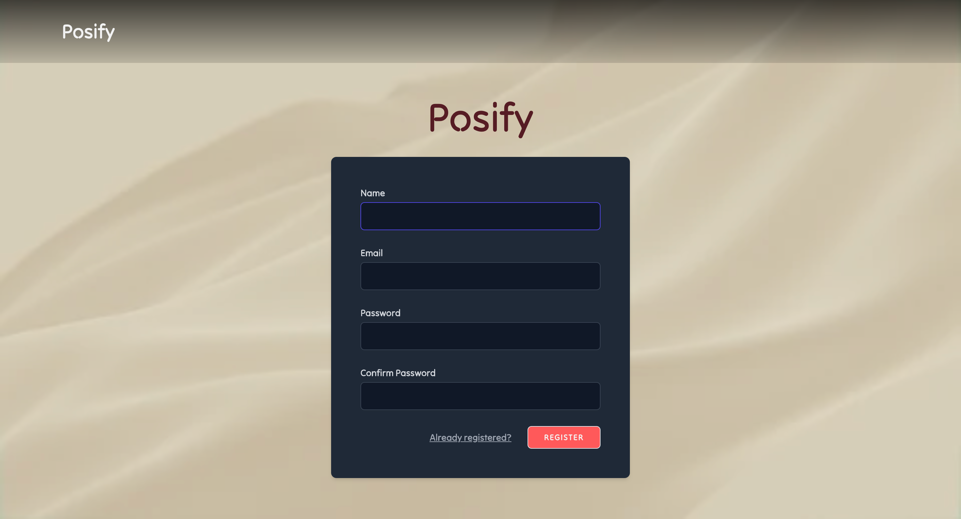 Posify
Posify
Name
Email
Password
Confirm Password
Already registered?
REGISTER